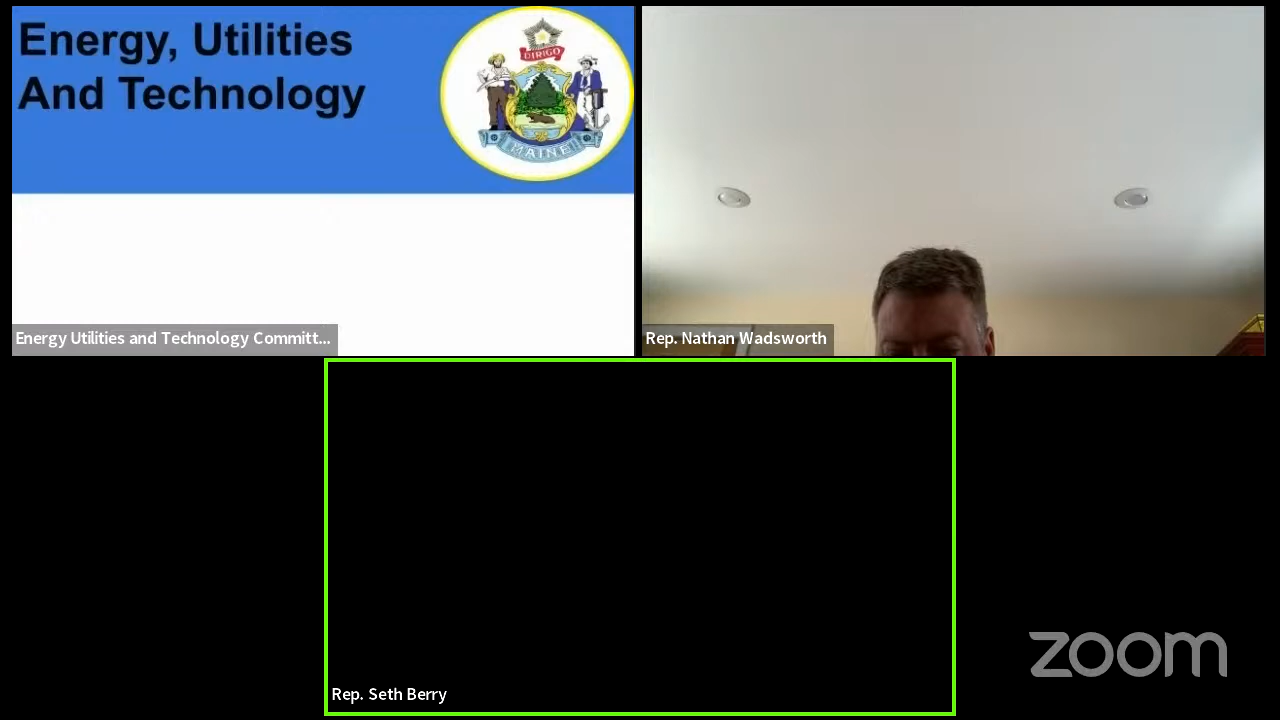 Energy, Utilities
And Technology
DIRIGO
MAINE
Energy Utilities and Technology Committ...
Rep. Nathan Wadsworth
Rep. Seth Berry
zoom